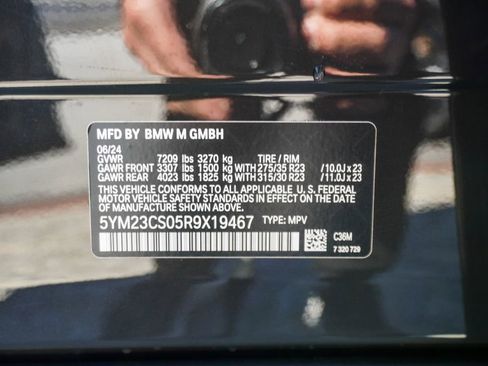 MFD BY BMW M GMBH
06/24
GVWR 7209 lbs 3270 kg TIRE / RIM
GAWR FRONT 3307 lbs 1500 KG WITH 275/35 R23 / 10.0J x 23
GAWR REAR 4023 lbs 1825 kg WITH 315/30 R23 / 11.0J x 23
THIS VEHICLE CONFORMS TO ALL APPLICABLE U. S. FEDERAL
MOTOR VEHICLE SAFETY STANDARDS IN EFFECT ON THE
DATE OF MANUFACTURE SHOWN ABOVE.
5YM23CS05R9X19467 TYPE: MPV
C36M
7 320 729